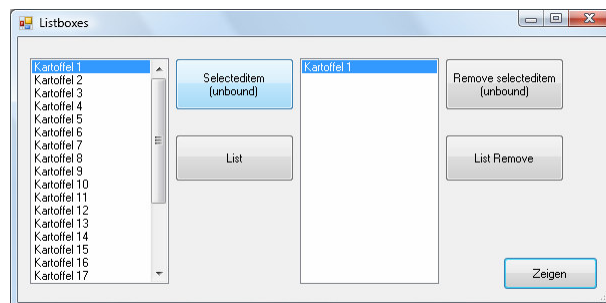 Listboxes
Kartoffel 1
Kartoffel 2
Kartoffel 3
Kartoffel 4
Kartoffel 5
Kartoffel 6
Kartoffel 7
Kartoffel 8
Kartoffel 9
Kartoffel 10
Kartoffel 11
Kartoffel 12
Kartoffel 13
Kartoffel 14
Kartoffel 15
Kartoffel 16
Kartoffel 17
Selecteditem
(unbound)
List
Kartoffel 1
Remove selecteditem
(unbound)
List Remove
Zeigen